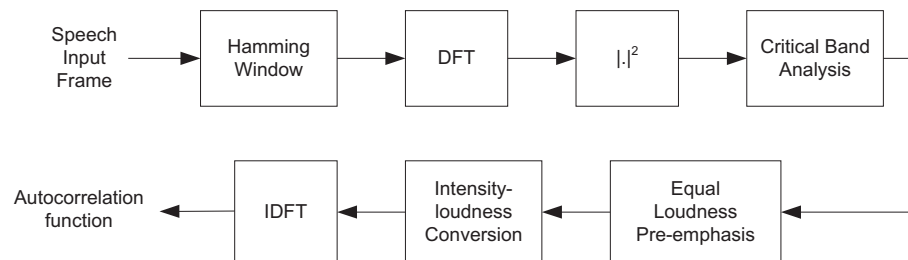 Speech
Input
Frame
Hamming
Window
DFT
|.|²
Critical Band
Analysis
Autocorrelation
function
IDFT
Intensity-
loudness
Conversion
Equal
Loudness
Pre-emphasis